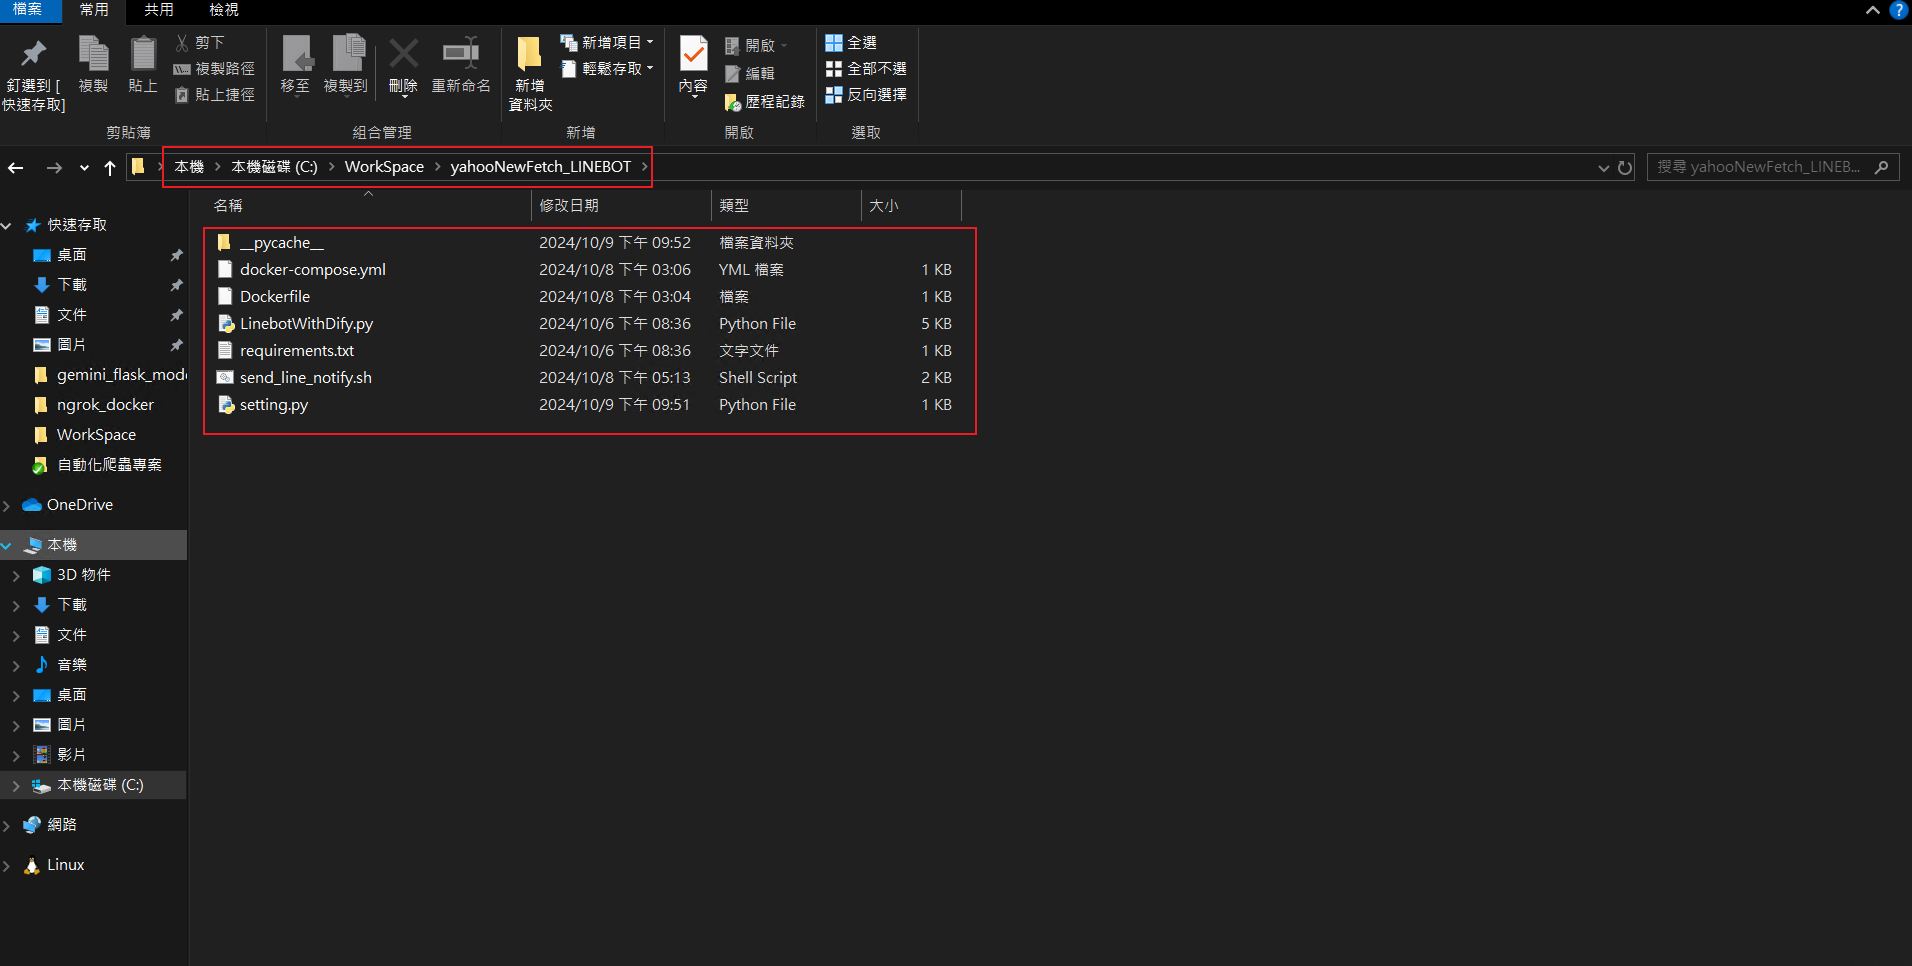 檔案 常用 共用 檢視
釘選到 [
快速存取]
複製
貼上
剪下
複製路徑
貼上捷徑
剪貼簿
移至
複製到
刪除
重新命名
組合管理
新增
資料夾
新增項目
輕鬆存取
新增
內容
開啟
編輯
歷程記錄
開啟
全選
全部不選
反向選擇
選取
本機 本機磁碟 (C:) WorkSpace yahooNewFetch_LINEBOT
搜尋 yahooNewFetch_LINEB...
名稱 修改日期 類型 大小
__pycache__ 2024/10/9 下午 09:52 檔案資料夾
docker-compose.yml 2024/10/8 下午 03:06 YML 檔案 1 KB
Dockerfile 2024/10/8 下午 03:04 檔案 1 KB
LinebotWithDify.py 2024/10/6 下午 08:36 Python File 5 KB
requirements.txt 2024/10/6 下午 08:36 文字文件 1 KB
send_line_notify.sh 2024/10/8 下午 05:13 Shell Script 2 KB
setting.py 2024/10/9 下午 09:51 Python File 1 KB
快速存取
桌面
下載
文件
圖片
gemini_flask_mod
ngrok_docker
WorkSpace
自動化爬蟲專案
OneDrive
本機
3D 物件
下載
文件
音樂
桌面
圖片
影片
本機磁碟 (C:)
網路
Linux